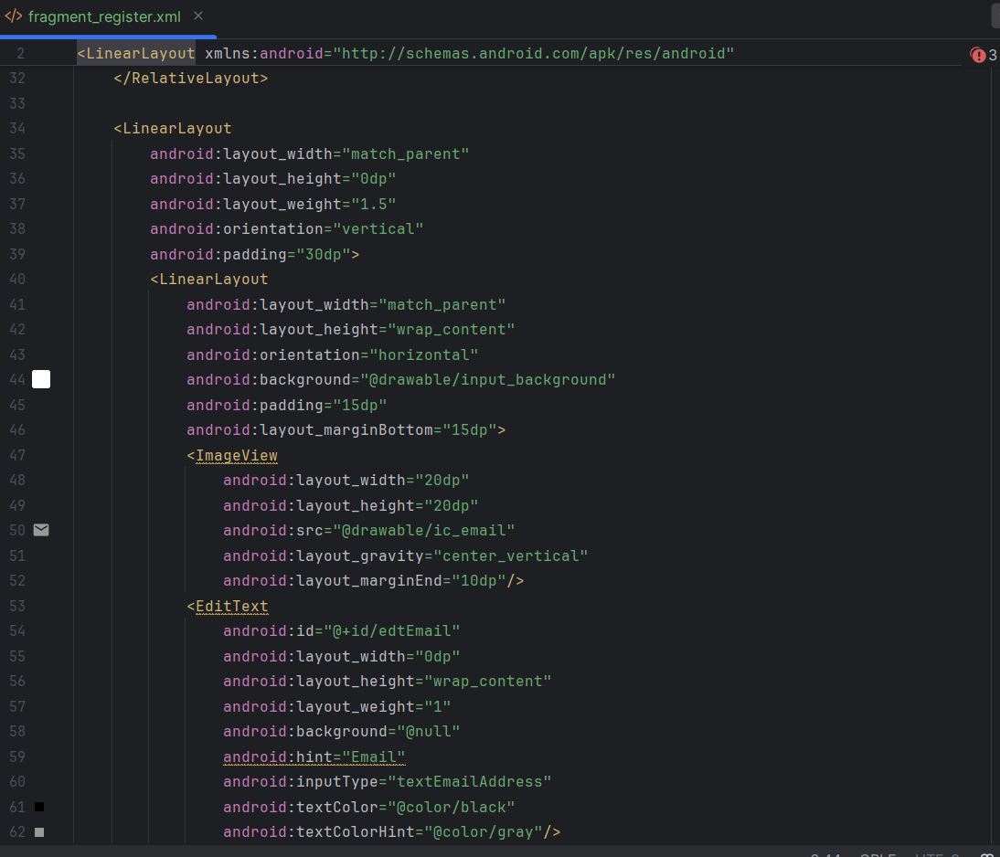 fragment_register.xml
2 <LinearLayout xmlns:android="http://schemas.android.com/apk/res/android"
3
32 </RelativeLayout>
33
34 <LinearLayout
35 android:layout_width="match_parent"
36 android:layout_height="0dp"
37 android:layout_weight="1.5"
38 android:orientation="vertical"
39 android:padding="30dp">
40 <LinearLayout
41 android:layout_width="match_parent"
42 android:layout_height="wrap_content"
43 android:orientation="horizontal"
44 android:background="@drawable/input_background"
45 android:padding="15dp"
46 android:layout_marginBottom="15dp">
47 <ImageView
48 android:layout_width="20dp"
49 android:layout_height="20dp"
50 android:src="@drawable/ic_email"
51 android:layout_gravity="center_vertical"
52 android:layout_marginEnd="10dp"/>
53 <EditText
54 android:id="@+id/edtEmail"
55 android:layout_width="0dp"
56 android:layout_height="wrap_content"
57 android:layout_weight="1"
58 android:background="@null"
59 android:hint="Email"
60 android:inputType="textEmailAddress"
61 android:textColor="@color/black"
62 android:textColorHint="@color/gray"/>